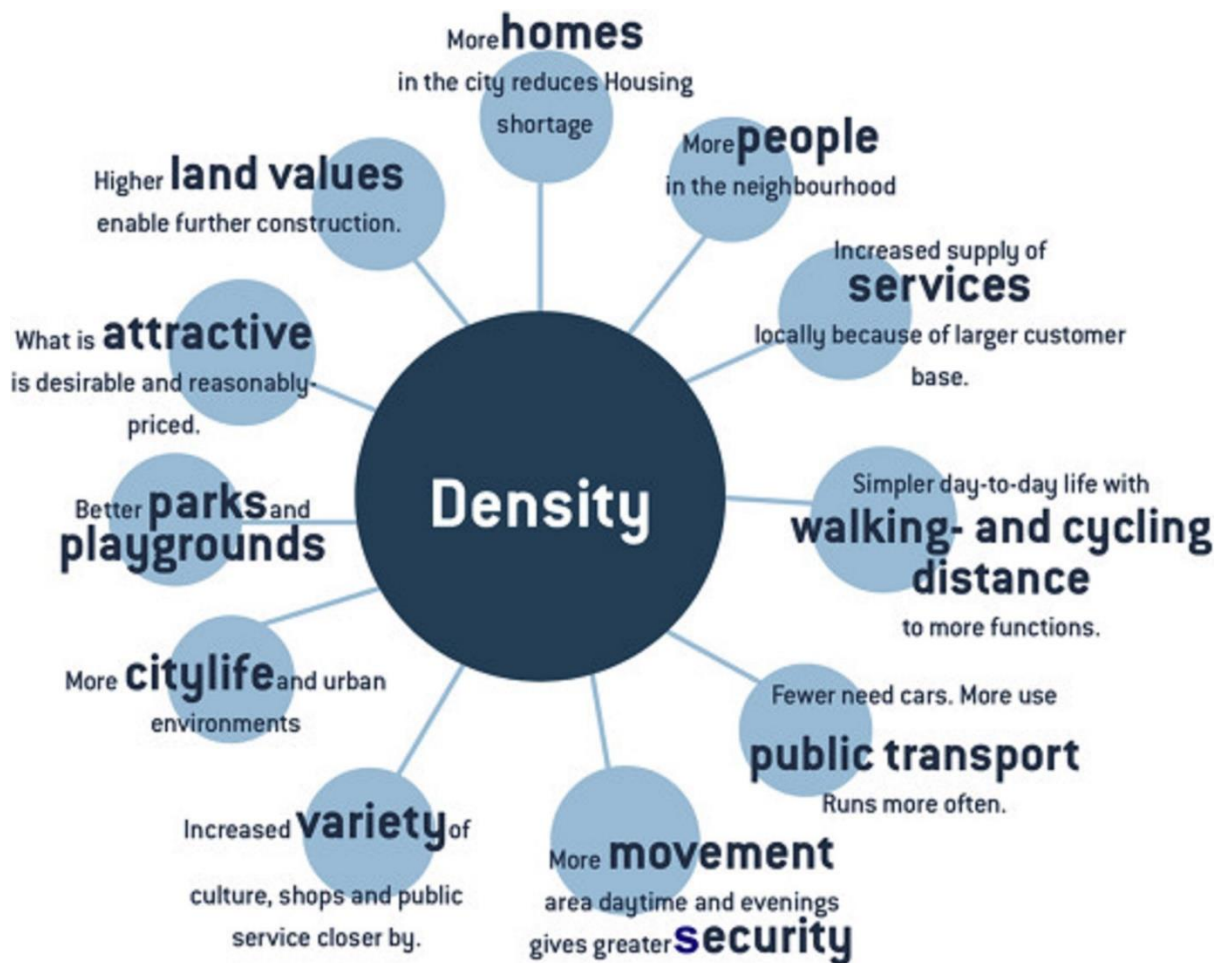 More homes
in the city reduces Housing
shortage
More people
in the neighbourhood
Increased supply of
services
locally because of larger customer
base.
Simpler day-to-day life with
walking- and cycling
distance
to more functions.
Fewer need cars. More use
public transport
Runs more often.
More movement
area daytime and evenings
gives greater security
Increased variety of
culture, shops and public
service closer by.
More citylife and urban
environments
Better parks and
playgrounds
What is attractive
is desirable and reasonably-
priced.
Higher land values
enable further construction.
Density